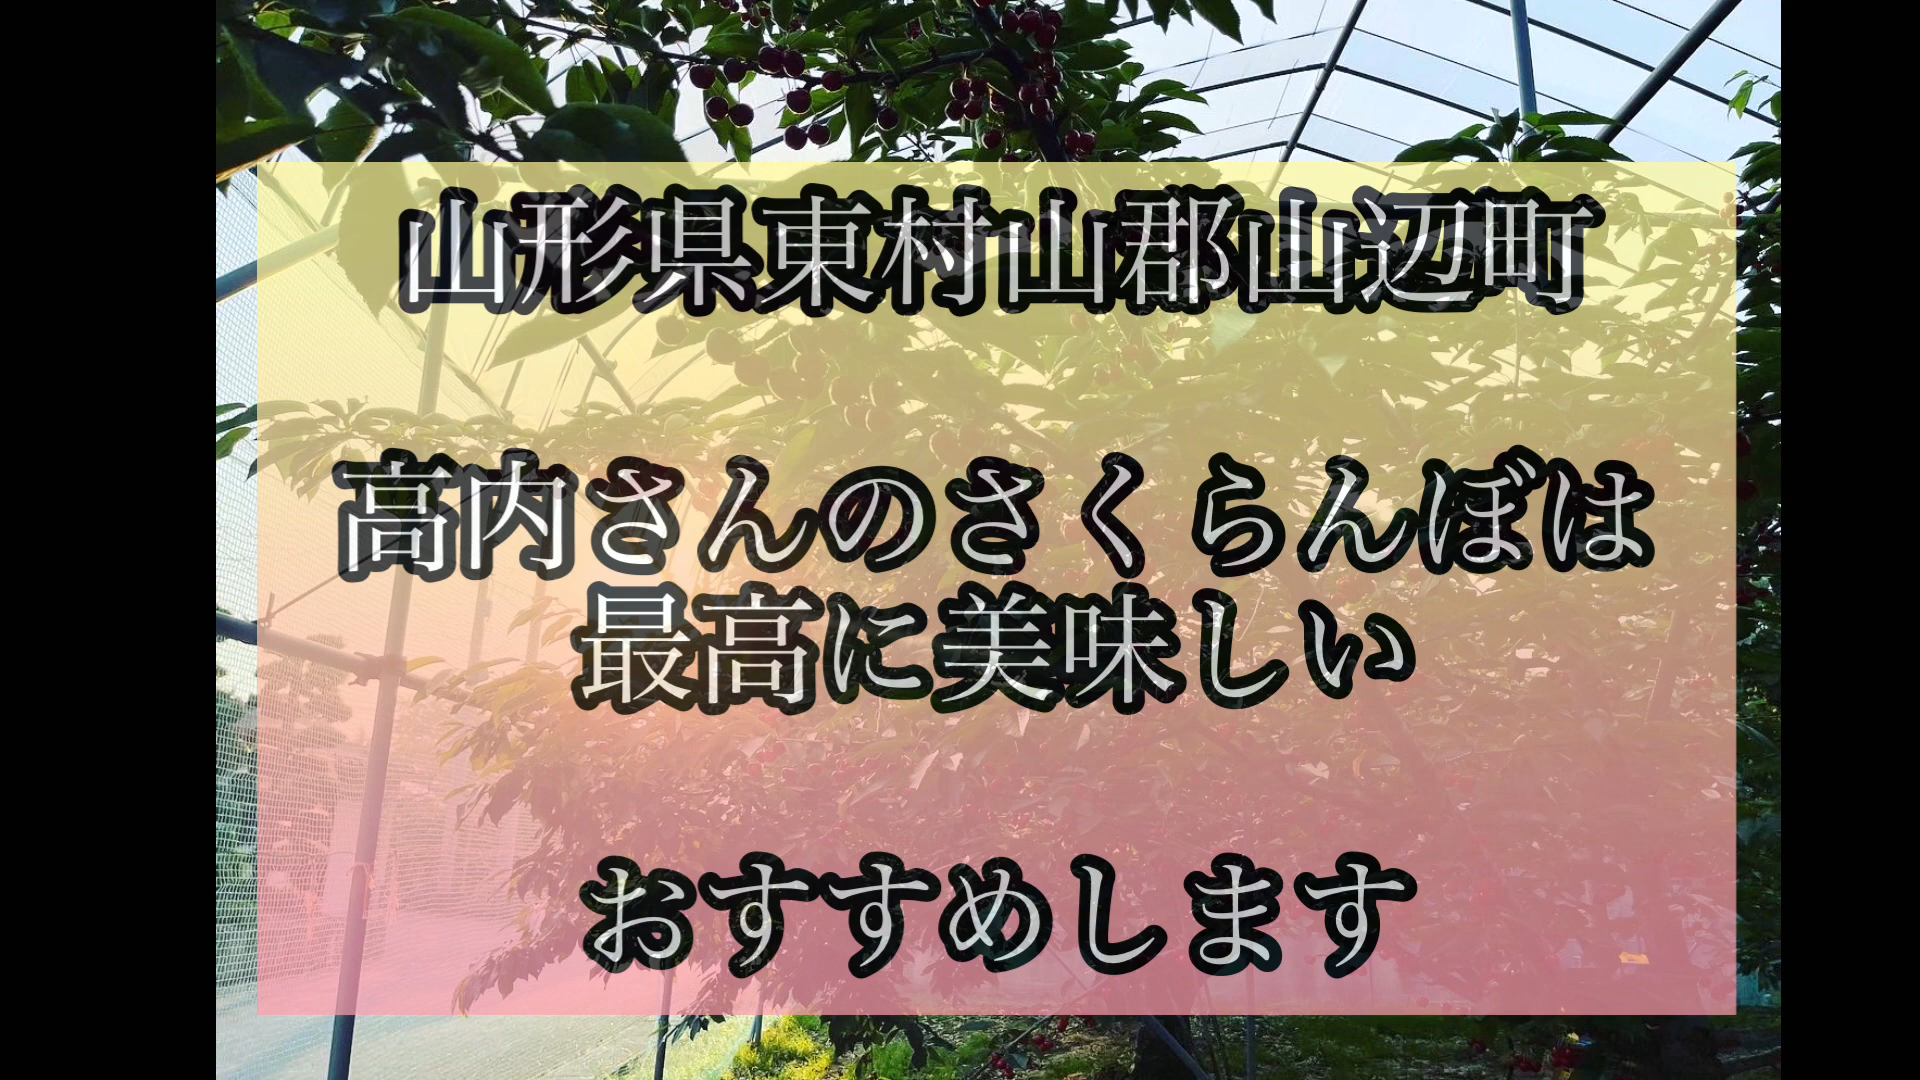 山形県東村山郡山辺町
高内さんのさくらんぼは
最高に美味しい
おすすめします